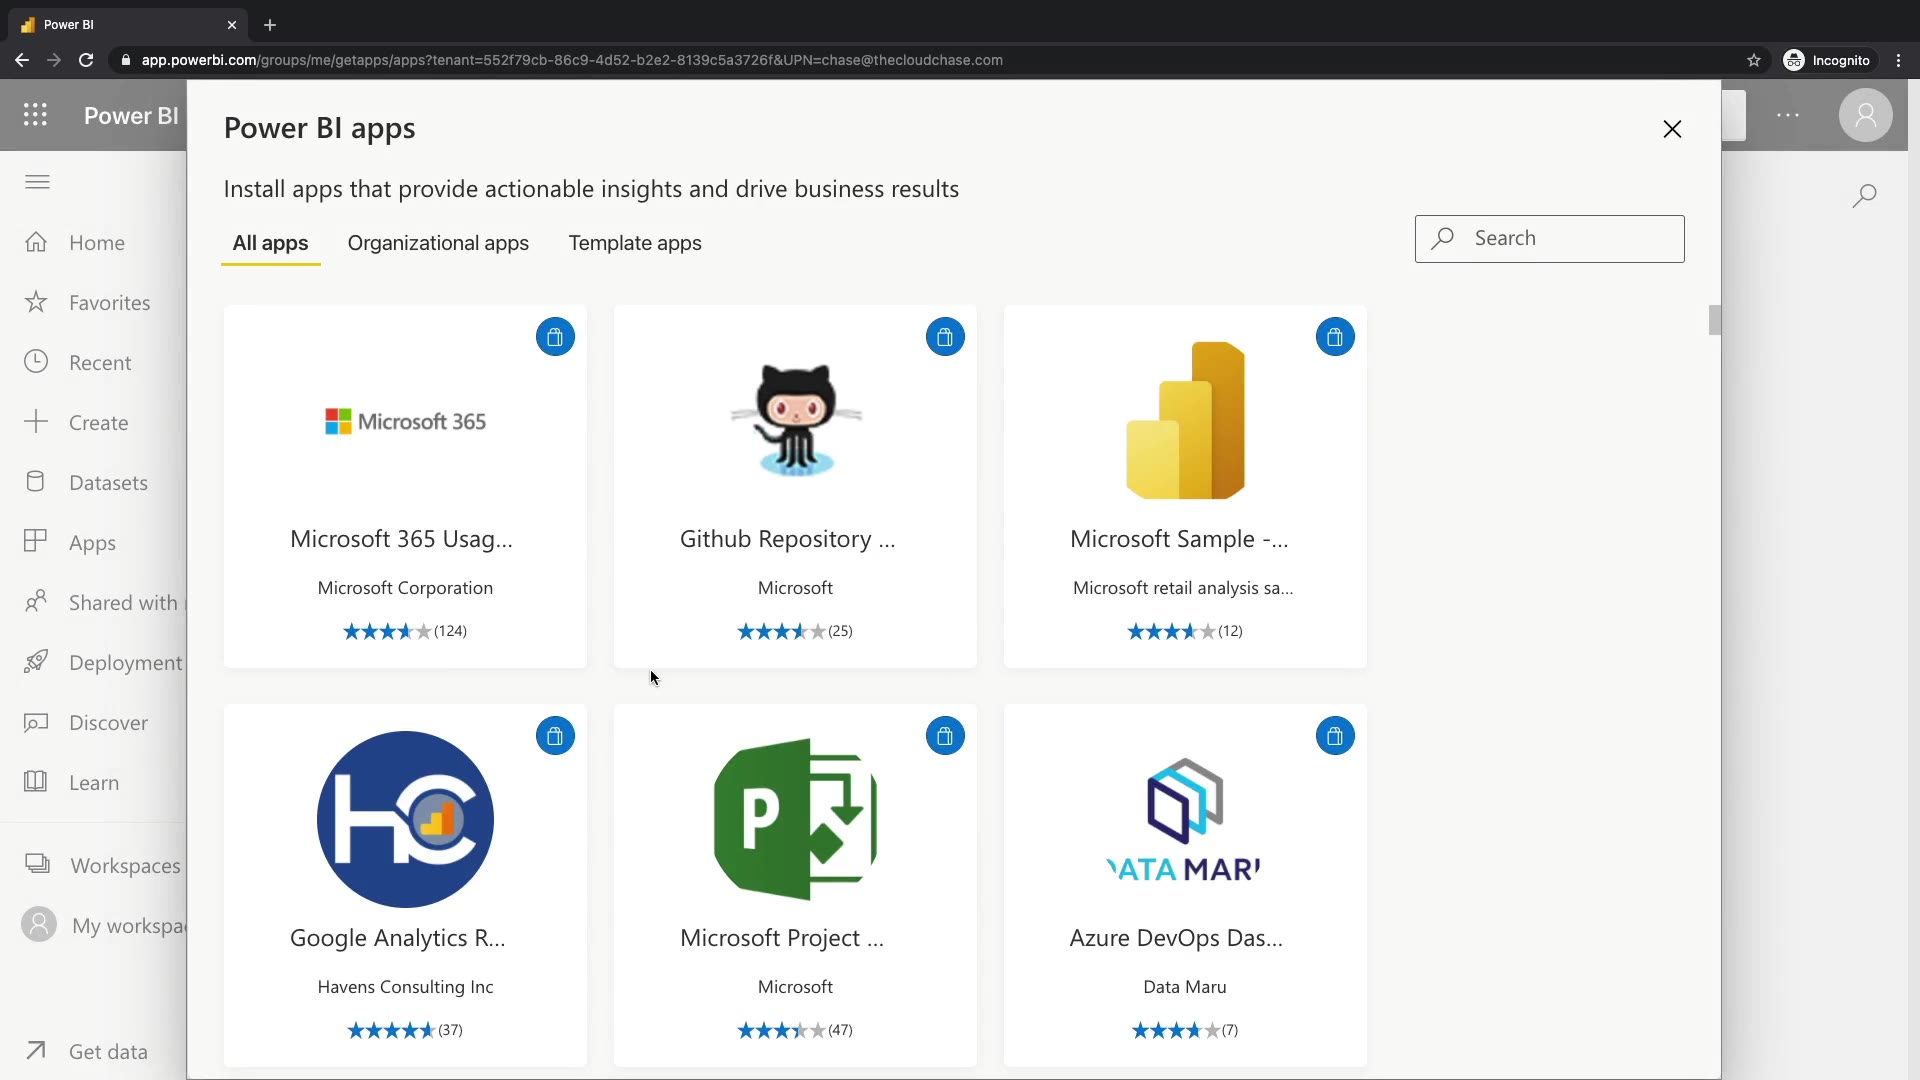 Power BI
app.powerbi.com/groups/me/getapps/apps?tenant=552f79cb-86c9-4d52-b2e2-8139c5a3726f&UPN=chase@thecloudchase.com
Incognito
Power BI
Power BI apps
Install apps that provide actionable insights and drive business results
All apps
Organizational apps
Template apps
Search
Home
Favorites
Recent
Create
Datasets
Apps
Shared with
Deployment
Discover
Learn
Workspaces
My workspa
Get data
Microsoft 365
Microsoft 365 Usag...
Microsoft Corporation
(124)
Github Repository ...
Microsoft
(25)
Microsoft Sample -...
Microsoft retail analysis sa...
(12)
HC
Google Analytics R...
Havens Consulting Inc
(37)
P
Microsoft Project ...
Microsoft
(47)
ATA MAR
Azure DevOps Das...
Data Maru
(7)